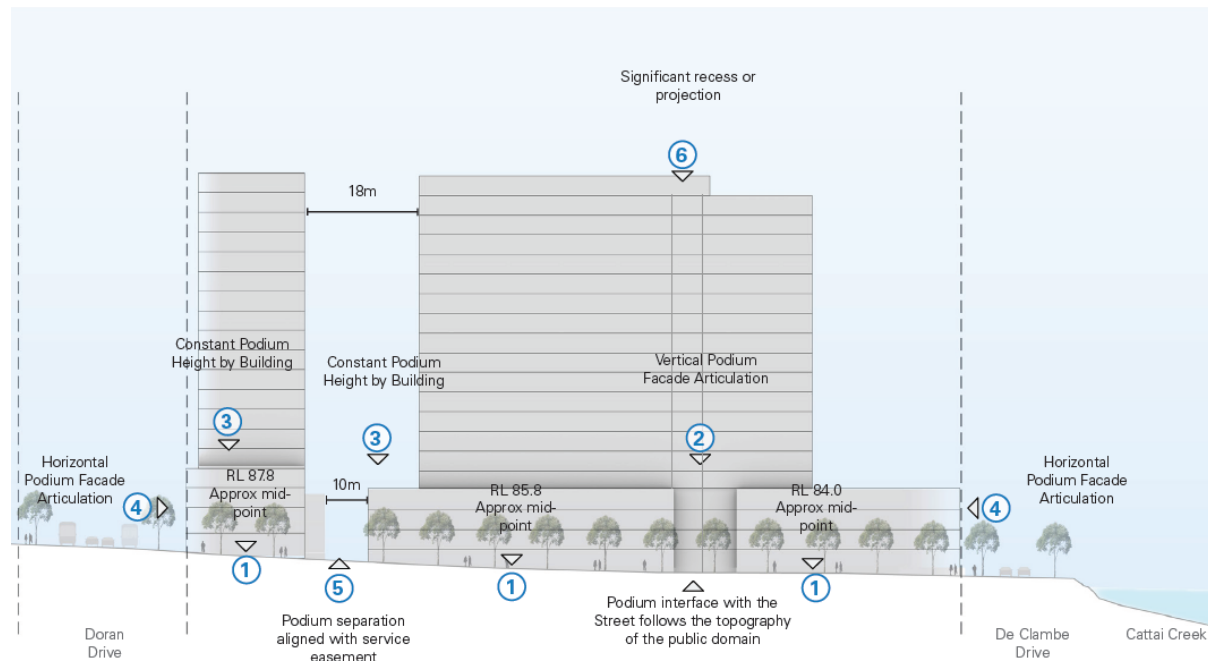 Significant recess or
projection
6
18m
Constant Podium
Height by Building
Constant Podium
Height by Building
Vertical Podium
Facade Articulation
3
3
2
Horizontal
Podium Facade
Articulation
4
RL 87.8
Approx mid-
point
10m
RL 85.8
Approx mid-
point
RL 84.0
Approx mid-
point
Horizontal
Podium Facade
Articulation
4
1
5
1
1
Podium separation
aligned with service
easement
Podium interface with the
Street follows the topography
of the public domain
Doran
Drive
De Clambe
Drive
Cattai Creek